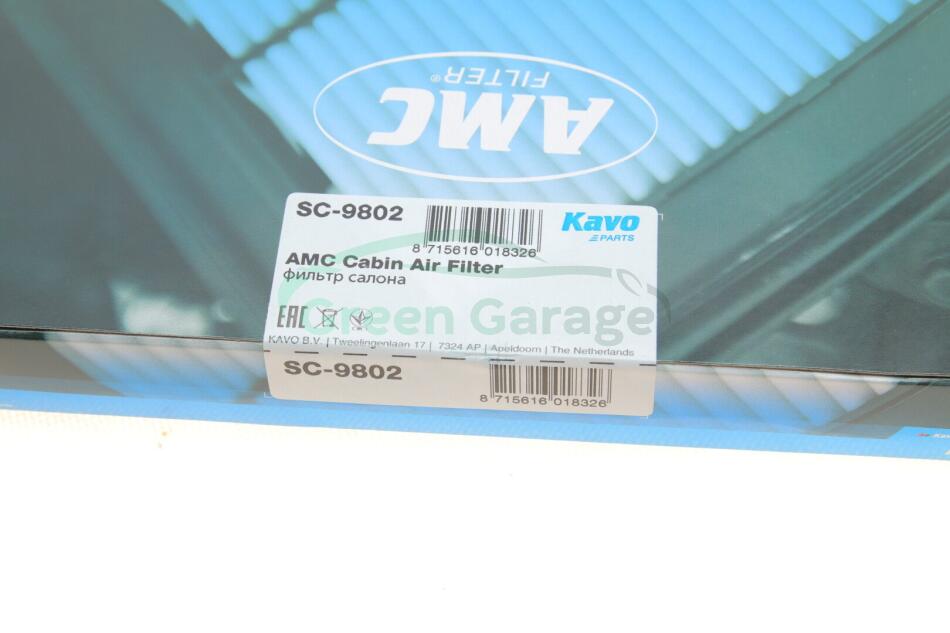 AMC
FILTER®
SC-9802
8 715616 018326
Kavo
PARTS
AMC Cabin Air Filter
фильтр салона
Green Garage
EAC
KAVO B.V. | Tweelingenlaan 17 | 7324 AP | Apeldoorn | The Netherlands
SC-9802
8 715616 018326